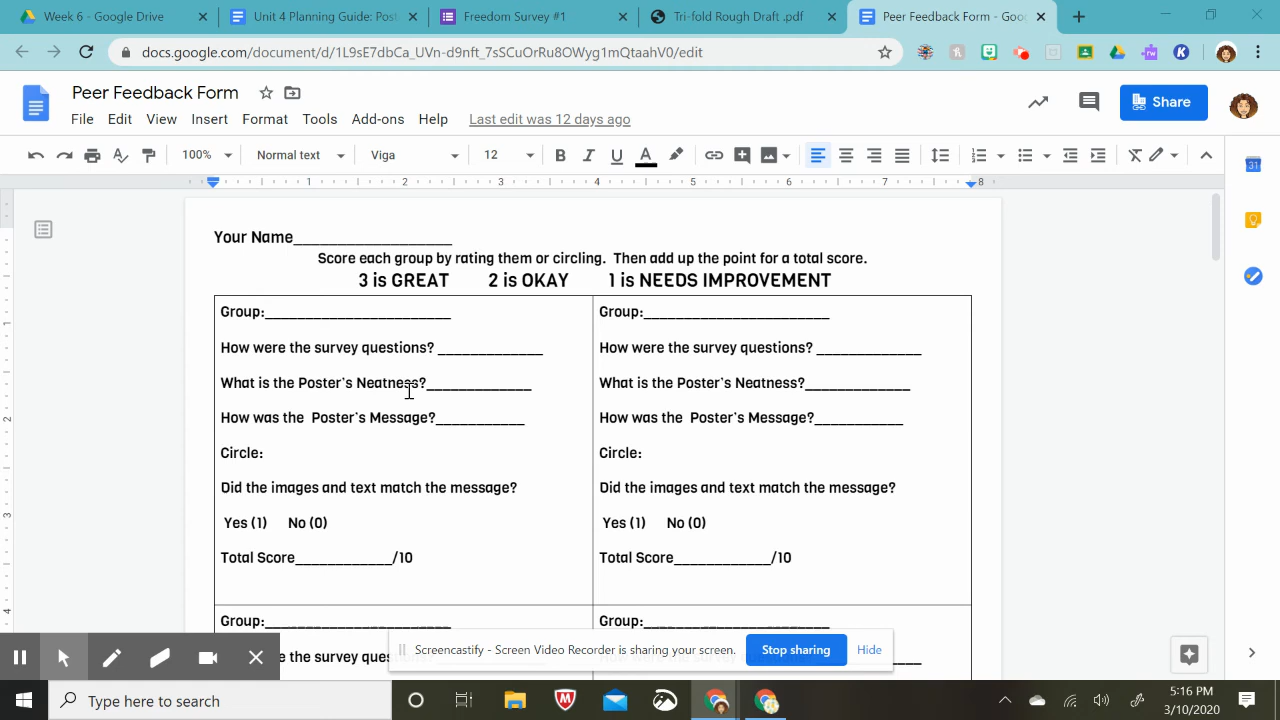 Week 6 - Google Drive
Unit 4 Planning Guide: Pos
Freedom Survey #1
Tri-fold Rough Draft .pdf
Peer Feedback Form - Goo
docs.google.com/document/d/1L9sE7dbCa_UVn-d9nft_7sSCuOrRu8OWyg1mQtaahV0/edit
Peer Feedback Form
File Edit View Insert Format Tools Add-ons Help Last edit was 12 days ago
Share
100% Normal text Viga 12
1 2 3 4 5 6 7 8
Your Name___________________
Score each group by rating them or circling. Then add up the point for a total score.
3 is GREAT 2 is OKAY 1 is NEEDS IMPROVEMENT
Group:_______________________ Group:_______________________
How were the survey questions? _____________ How were the survey questions? _____________
What is the Poster's Neatness?_____________ What is the Poster's Neatness?_____________
How was the Poster's Message?___________ How was the Poster's Message?___________
Circle: Circle:
Did the images and text match the message? Did the images and text match the message?
Yes (1) No (0) Yes (1) No (0)
Total Score____________/10 Total Score____________/10
Group:_______________________ Group:_______________________
Screencastify - Screen Video Recorder is sharing your screen. Stop sharing Hide
Type here to search
5:16 PM
3/10/2020